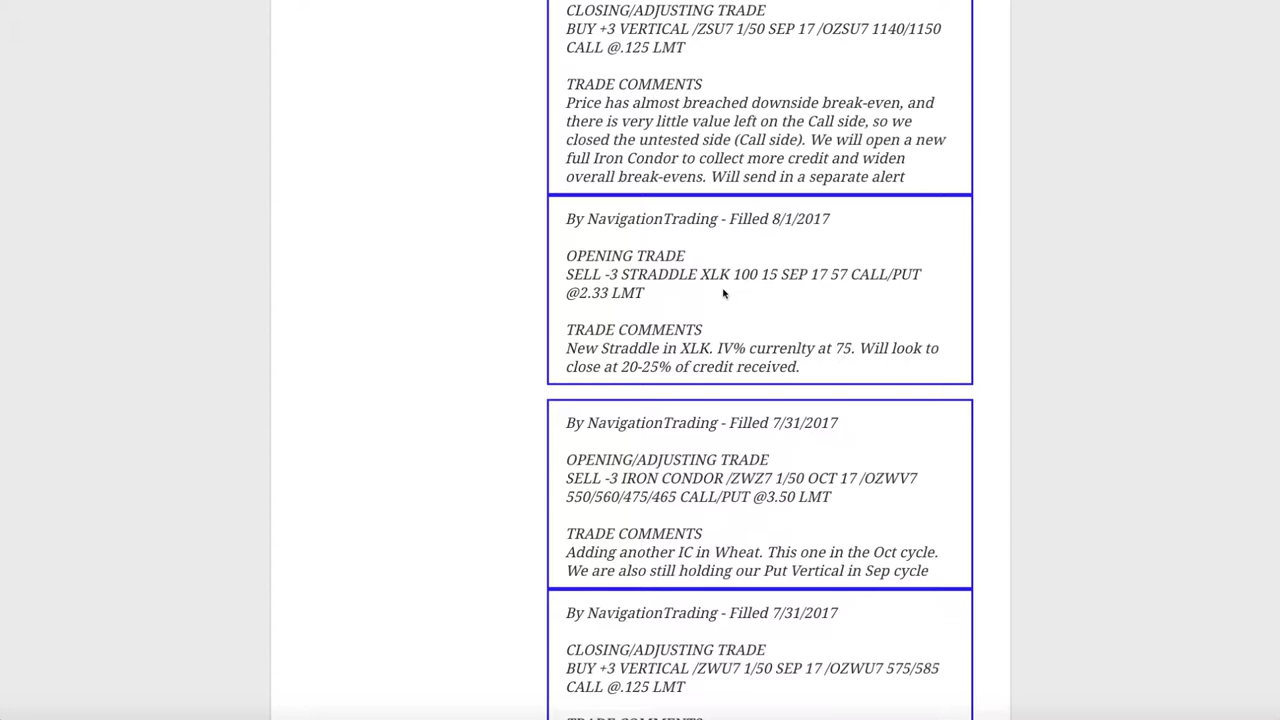 CLOSING/ADJUSTING TRADE
BUY +3 VERTICAL /ZSU7 1/50 SEP 17 /OZSU7 1140/1150
CALL @.125 LMT
TRADE COMMENTS
Price has almost breached downside break-even, and
there is very little value left on the Call side, so we
closed the untested side (Call side). We will open a new
full Iron Condor to collect more credit and widen
overall break-evens. Will send in a separate alert
By NavigationTrading - Filled 8/1/2017
OPENING TRADE
SELL -3 STRADDLE XLK 100 15 SEP 17 57 CALL/PUT
@2.33 LMT
TRADE COMMENTS
New Straddle in XLK. IV% currenlty at 75. Will look to
close at 20-25% of credit received.
By NavigationTrading - Filled 7/31/2017
OPENING/ADJUSTING TRADE
SELL -3 IRON CONDOR /ZWZ7 1/50 OCT 17 /OZWV7
550/560/475/465 CALL/PUT @3.50 LMT
TRADE COMMENTS
Adding another IC in Wheat. This one in the Oct cycle.
We are also still holding our Put Vertical in Sep cycle
By NavigationTrading - Filled 7/31/2017
CLOSING/ADJUSTING TRADE
BUY +3 VERTICAL /ZWU7 1/50 SEP 17 /OZWU7 575/585
CALL @.125 LMT
TRADE COMMENTS